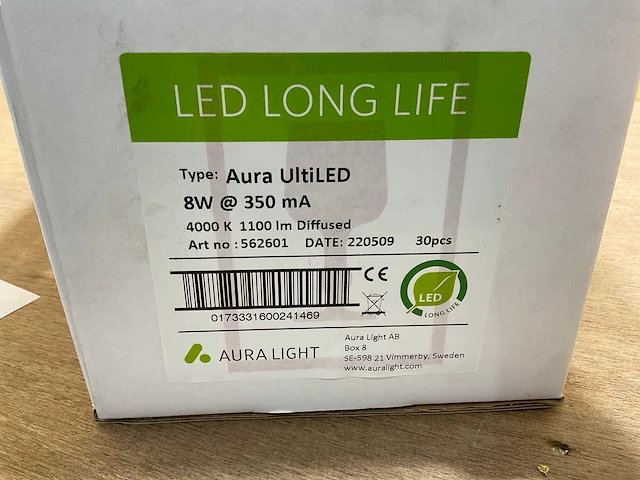 LED LONG LIFE
Type: Aura UltiLED
8W @ 350 mA
4000 K 1100 lm Diffused
Art no : 562601 DATE: 220509 30pcs
CE
LED
LONG LIFE
0173331600241469
AURA LIGHT
Aura Light AB
Box 8
SE-598 21 Vimmerby, Sweden
www.auralight.com